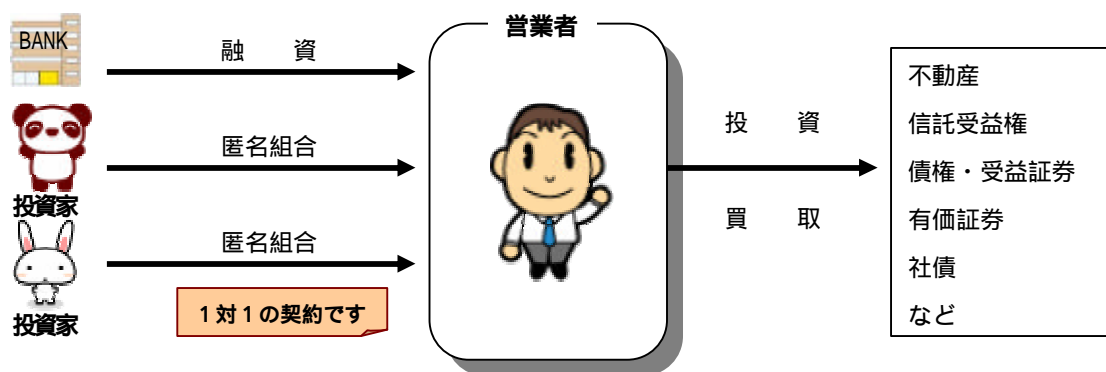 営業者
BANK
融 資
匿名組合
投資家
匿名組合
投資家
1対1の契約です
投 資
買 取
不動産
信託受益権
債権・受益証券
有価証券
社債
など